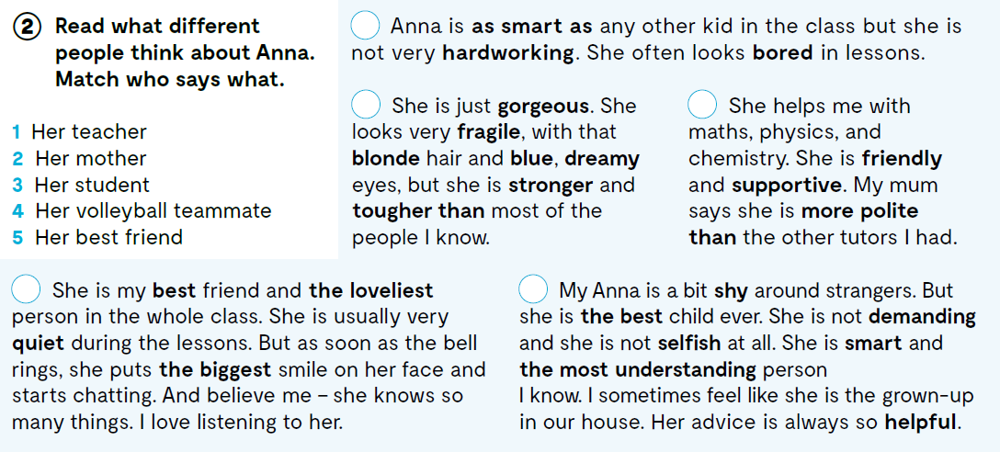 2 Read what different
people think about Anna.
Match who says what.
1 Her teacher
2 Her mother
3 Her student
4 Her volleyball teammate
5 Her best friend
Anna is as smart as any other kid in the class but she is
not very hardworking. She often looks bored in lessons.
She is just gorgeous. She
looks very fragile, with that
blonde hair and blue, dreamy
eyes, but she is stronger and
tougher than most of the
people I know.
She helps me with
maths, physics, and
chemistry. She is friendly
and supportive. My mum
says she is more polite
than the other tutors I had.
She is my best friend and the loveliest
person in the whole class. She is usually very
quiet during the lessons. But as soon as the bell
rings, she puts the biggest smile on her face and
starts chatting. And believe me – she knows so
many things. I love listening to her.
My Anna is a bit shy around strangers. But
she is the best child ever. She is not demanding
and she is not selfish at all. She is smart and
the most understanding person
I know. I sometimes feel like she is the grown-up
in our house. Her advice is always so helpful.